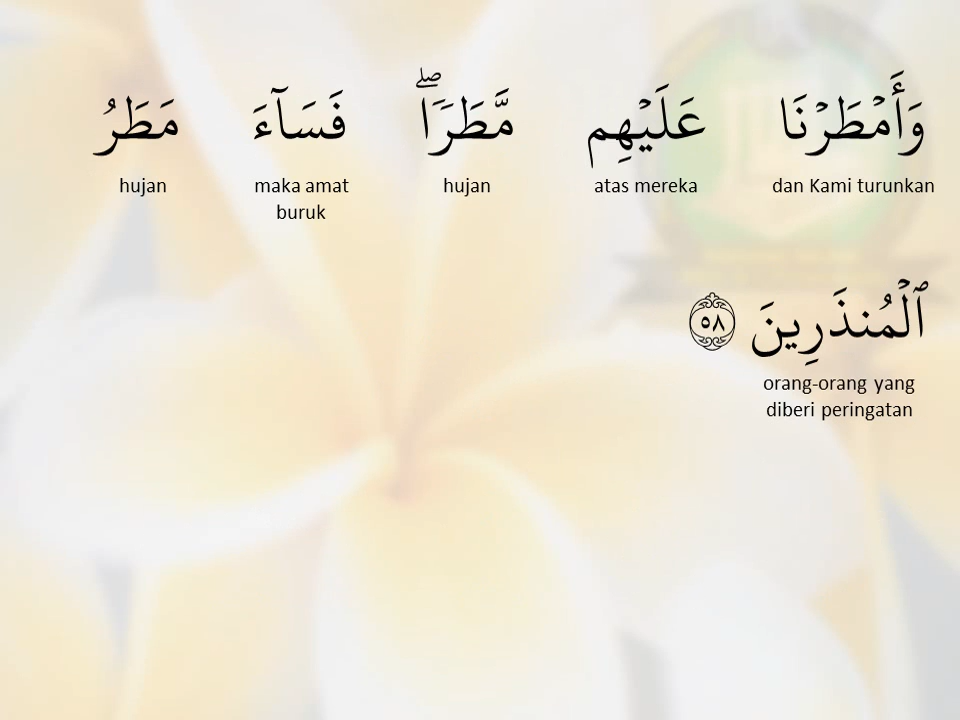 وَأَمۡطَرۡنَا عَلَيۡهِم مَّطَرٗاۖ فَسَآءَ مَطَرُ
dan Kami turunkan atas mereka hujan maka amat buruk hujan
ٱلۡمُنذَرِينَ ٥٨
orang-orang yang
diberi peringatan